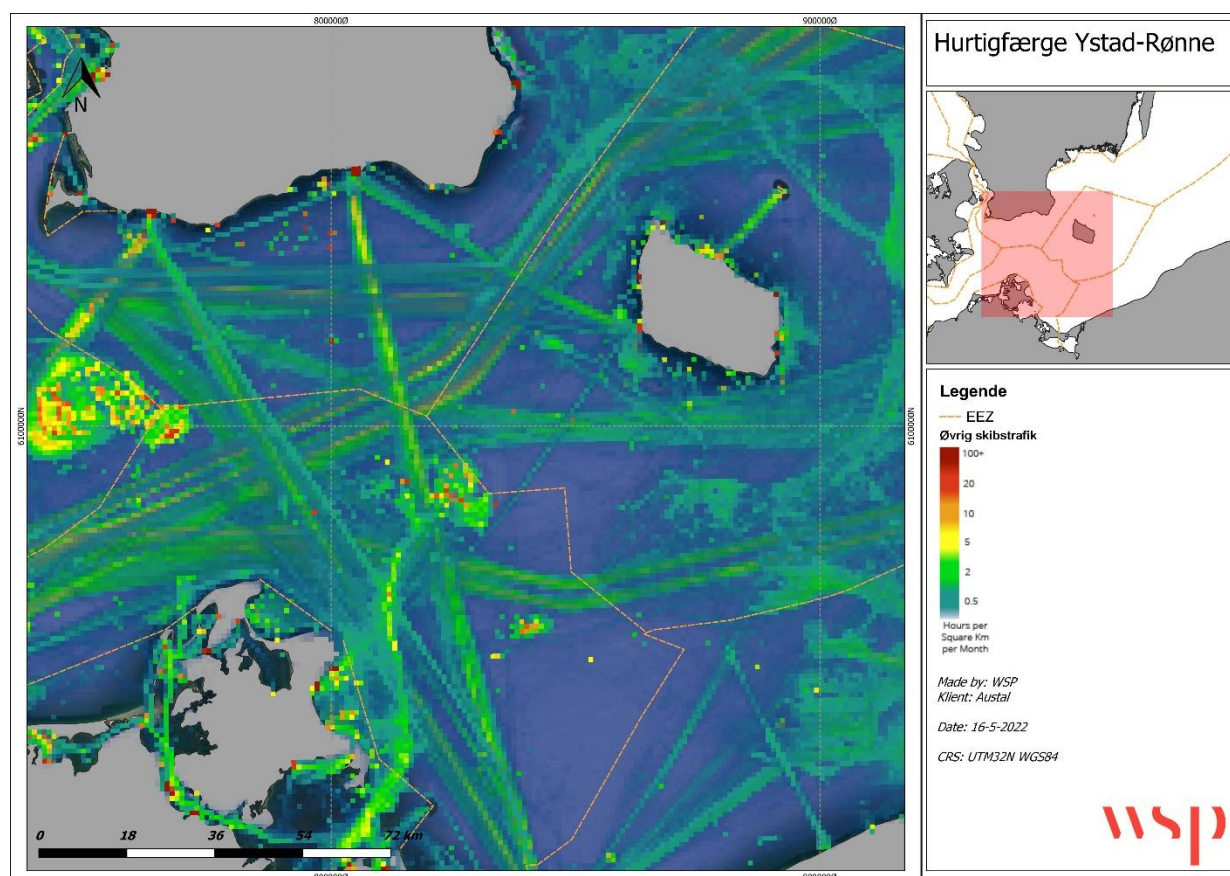 800000Ø
900000Ø
N
6100000N
6100000N
0 18 36 54 72 km
800000Ø
900000Ø
Hurtigfærge Ystad-Rønne
Legende
EEZ
Øvrig skibstrafik
100+
20
10
5
2
0.5
Hours per
Square Km
per Month
Made by: WSP
Klient: Austal
Date: 16-5-2022
CRS: UTM32N WGS84
wsp